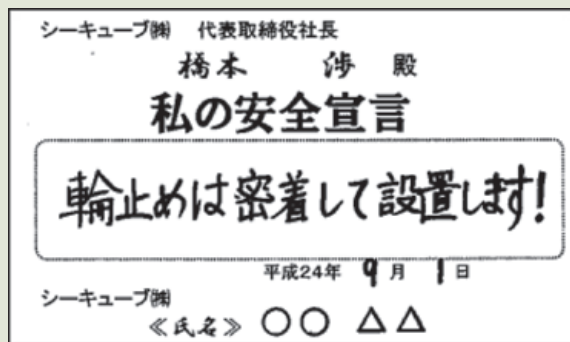 シーキューブ㈱ 代表取締役社長
橋本 渉 殿
私の安全宣言
輪止めは密着して設置します!
平成24年 9月 1日
シーキューブ㈱
≪氏名≫ ○○ △△